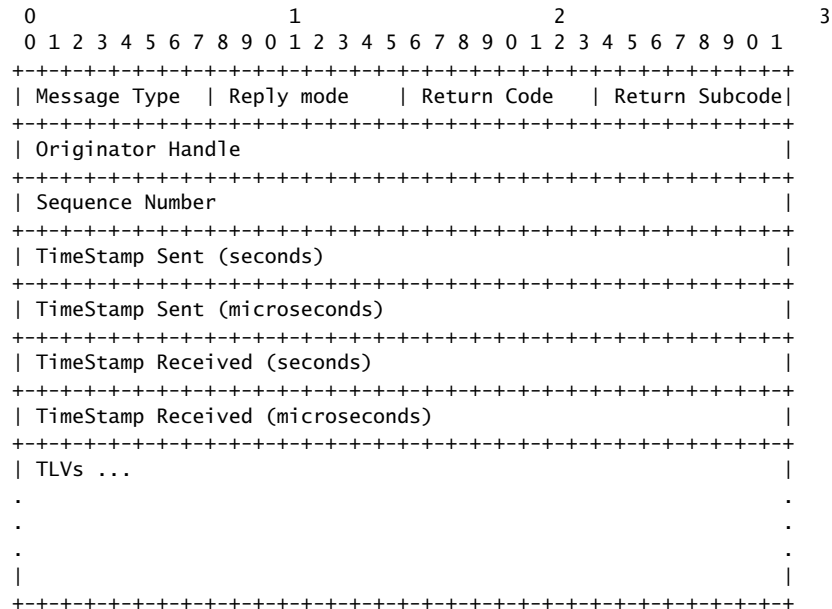 0                     1                     2                     3
 0 1 2 3 4 5 6 7 8 9 0 1 2 3 4 5 6 7 8 9 0 1 2 3 4 5 6 7 8 9 0 1
+-+-+-+-+-+-+-+-+-+-+-+-+-+-+-+-+-+-+-+-+-+-+-+-+-+-+-+-+-+-+-+-+
| Message Type  | Reply mode    | Return Code   | Return Subcode|
+-+-+-+-+-+-+-+-+-+-+-+-+-+-+-+-+-+-+-+-+-+-+-+-+-+-+-+-+-+-+-+-+
| Originator Handle                                             |
+-+-+-+-+-+-+-+-+-+-+-+-+-+-+-+-+-+-+-+-+-+-+-+-+-+-+-+-+-+-+-+-+
| Sequence Number                                               |
+-+-+-+-+-+-+-+-+-+-+-+-+-+-+-+-+-+-+-+-+-+-+-+-+-+-+-+-+-+-+-+-+
| TimeStamp Sent (seconds)                                      |
+-+-+-+-+-+-+-+-+-+-+-+-+-+-+-+-+-+-+-+-+-+-+-+-+-+-+-+-+-+-+-+-+
| TimeStamp Sent (microseconds)                                 |
+-+-+-+-+-+-+-+-+-+-+-+-+-+-+-+-+-+-+-+-+-+-+-+-+-+-+-+-+-+-+-+-+
| TimeStamp Received (seconds)                                  |
+-+-+-+-+-+-+-+-+-+-+-+-+-+-+-+-+-+-+-+-+-+-+-+-+-+-+-+-+-+-+-+-+
| TimeStamp Received (microseconds)                             |
+-+-+-+-+-+-+-+-+-+-+-+-+-+-+-+-+-+-+-+-+-+-+-+-+-+-+-+-+-+-+-+-+
| TLVs ...                                                      |
.                                                               .
.                                                               .
.                                                               .
|                                                               |
+-+-+-+-+-+-+-+-+-+-+-+-+-+-+-+-+-+-+-+-+-+-+-+-+-+-+-+-+-+-+-+-+